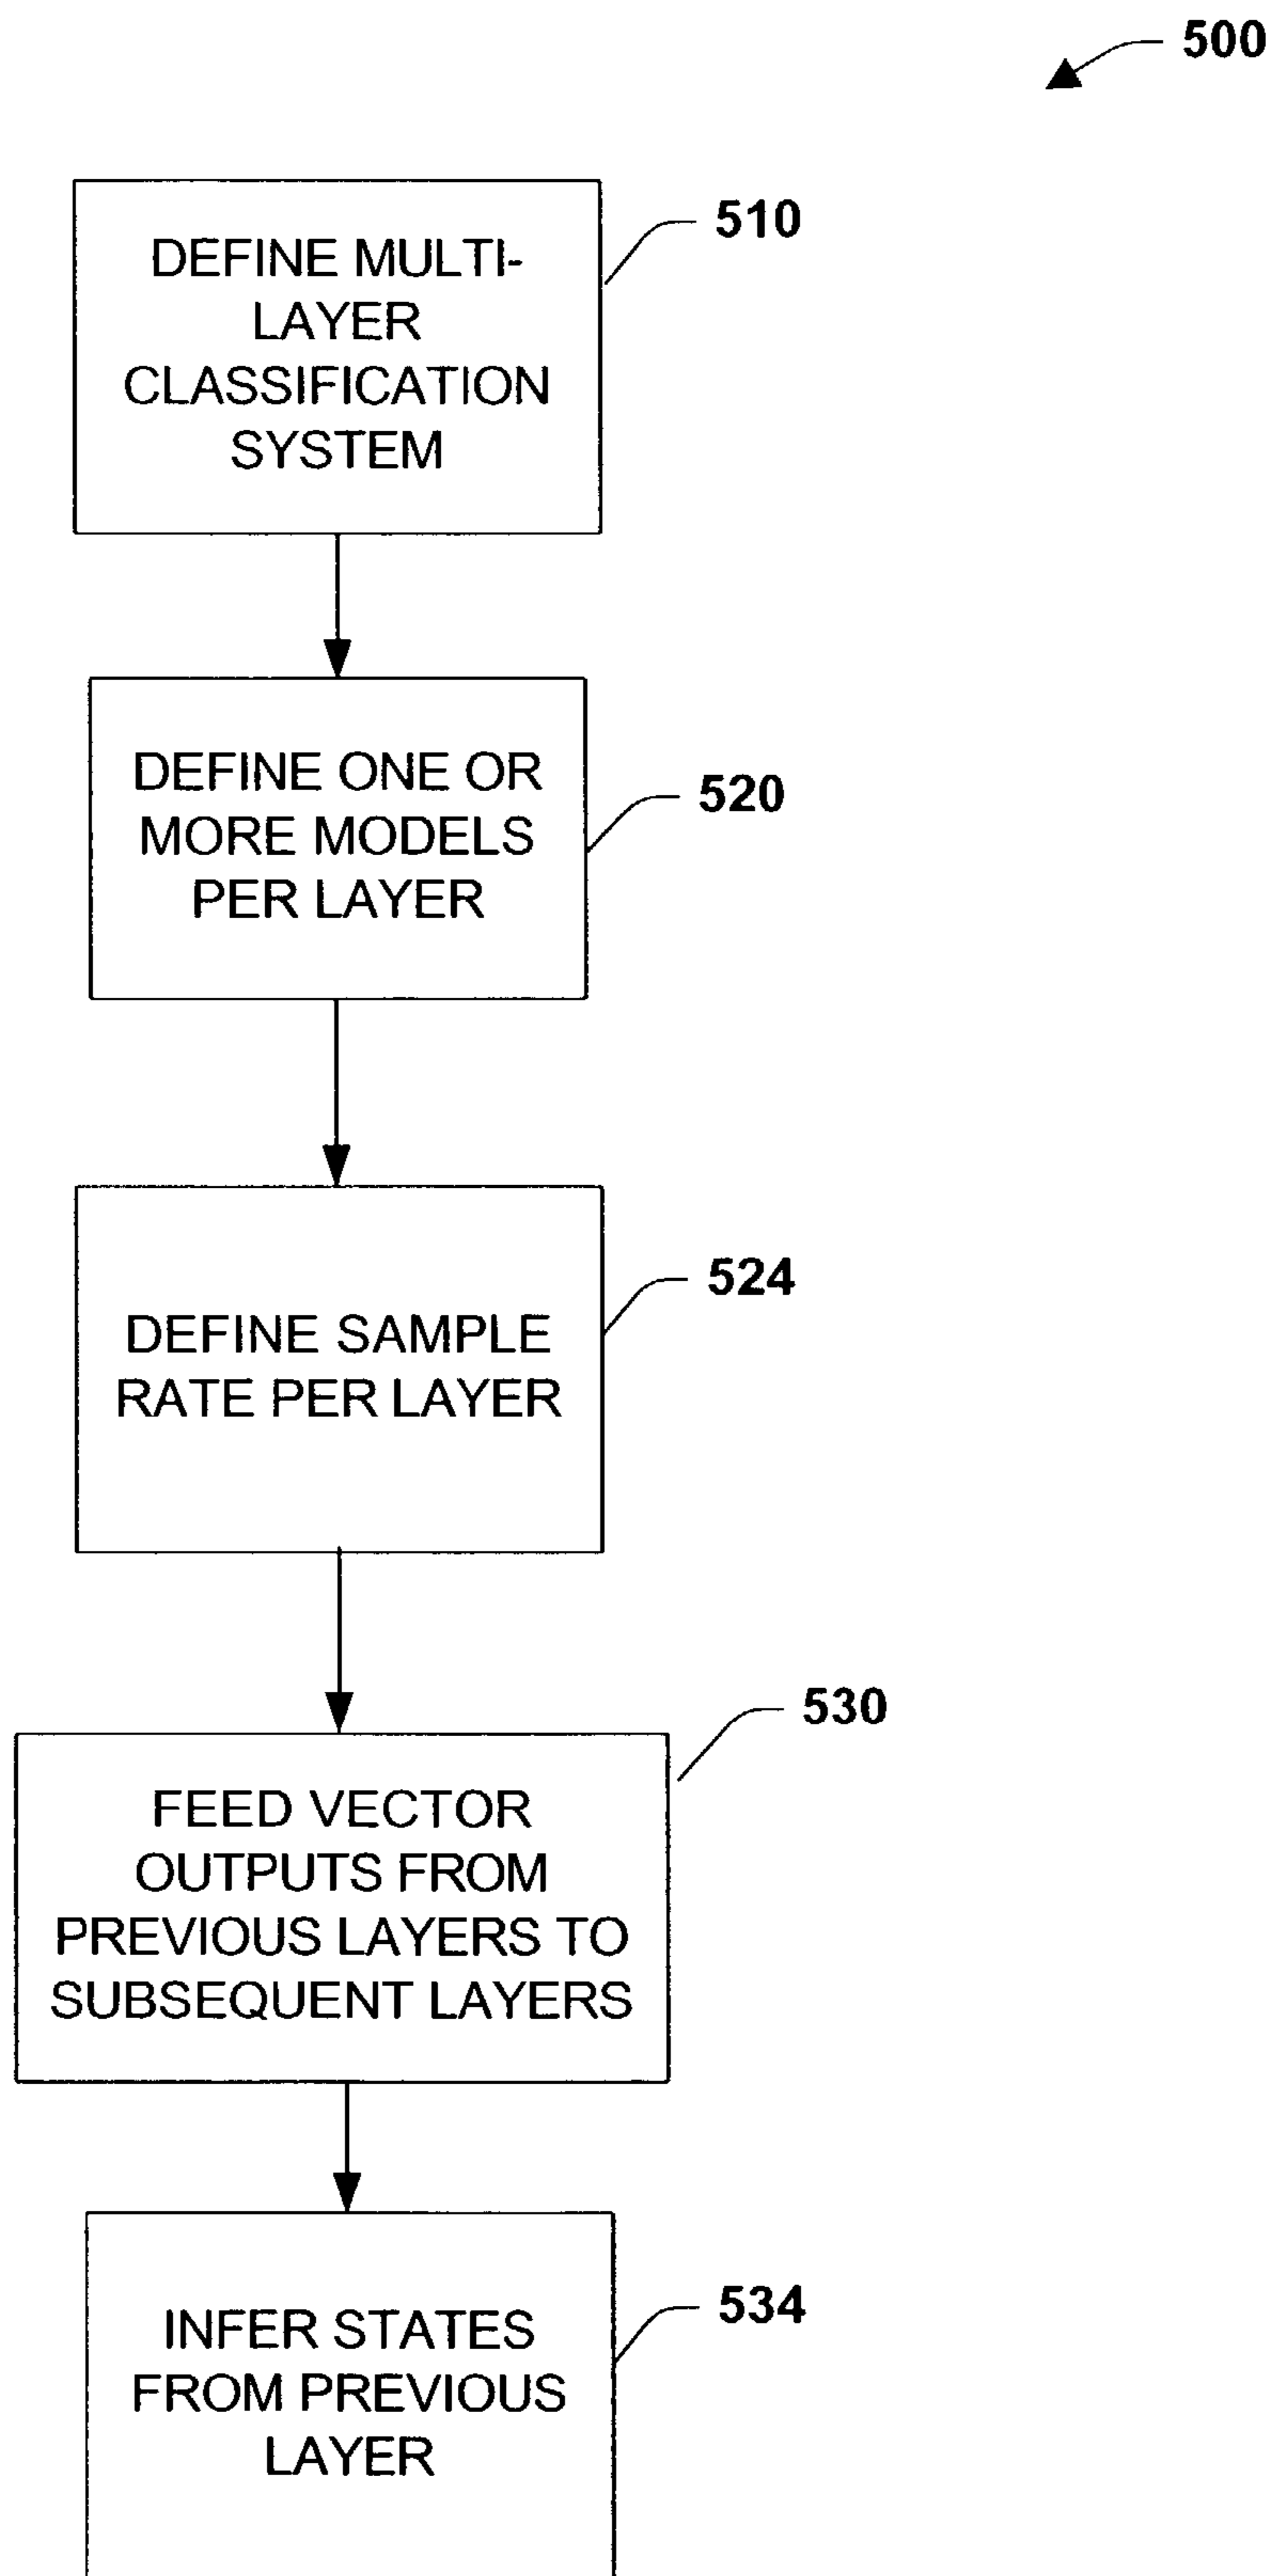 500
DEFINE MULTI-
LAYER
CLASSIFICATION
SYSTEM
510
DEFINE ONE OR
MORE MODELS
PER LAYER
520
DEFINE SAMPLE
RATE PER LAYER
524
FEED VECTOR
OUTPUTS FROM
PREVIOUS LAYERS TO
SUBSEQUENT LAYERS
530
INFER STATES
FROM PREVIOUS
LAYER
534